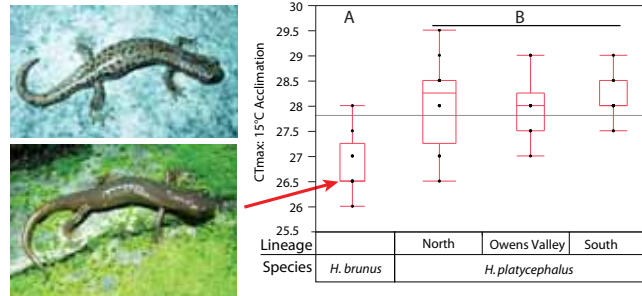 CTmax: 15°C Acclimation
30
29.5
29
28.5
28
27.5
27
26.5
26
25.5
A
B
Lineage
North
Owens Valley
South
Species
H. brunus
H. platycephalus